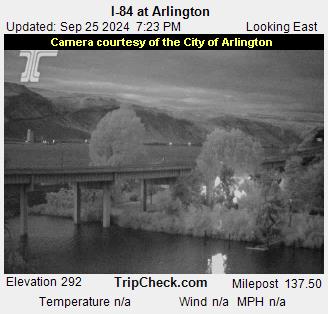 I-84 at Arlington
Updated: Sep 25 2024 7:23 PM Looking East
Camera courtesy of the City of Arlington
Elevation 292 TripCheck.com Milepost 137.50
Temperature n/a Wind n/a MPH n/a